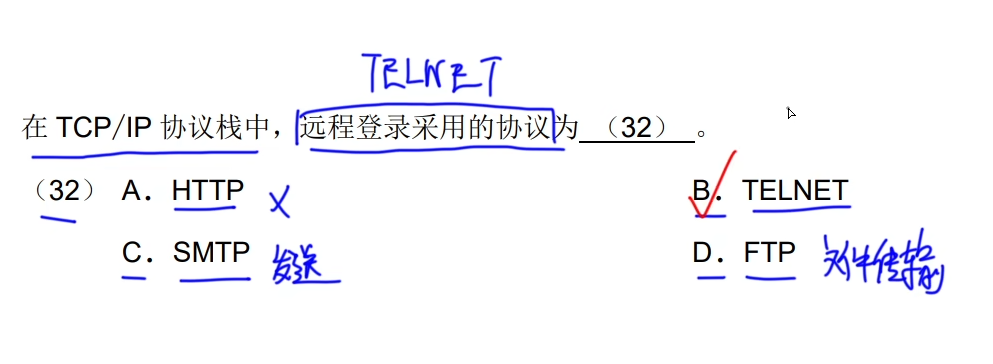 TELNET
在 TCP/IP 协议栈中，远程登录采用的协议为 （32） 。
（32） A．HTTP X B．TELNET
C．SMTP 发送 D．FTP 文件传输